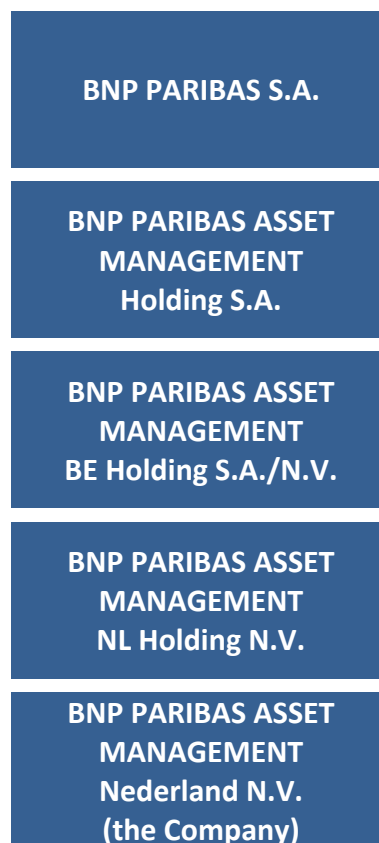 BNP PARIBAS S.A.
BNP PARIBAS ASSET
MANAGEMENT
Holding S.A.
BNP PARIBAS ASSET
MANAGEMENT
BE Holding S.A./N.V.
BNP PARIBAS ASSET
MANAGEMENT
NL Holding N.V.
BNP PARIBAS ASSET
MANAGEMENT
Nederland N.V.
(the Company)